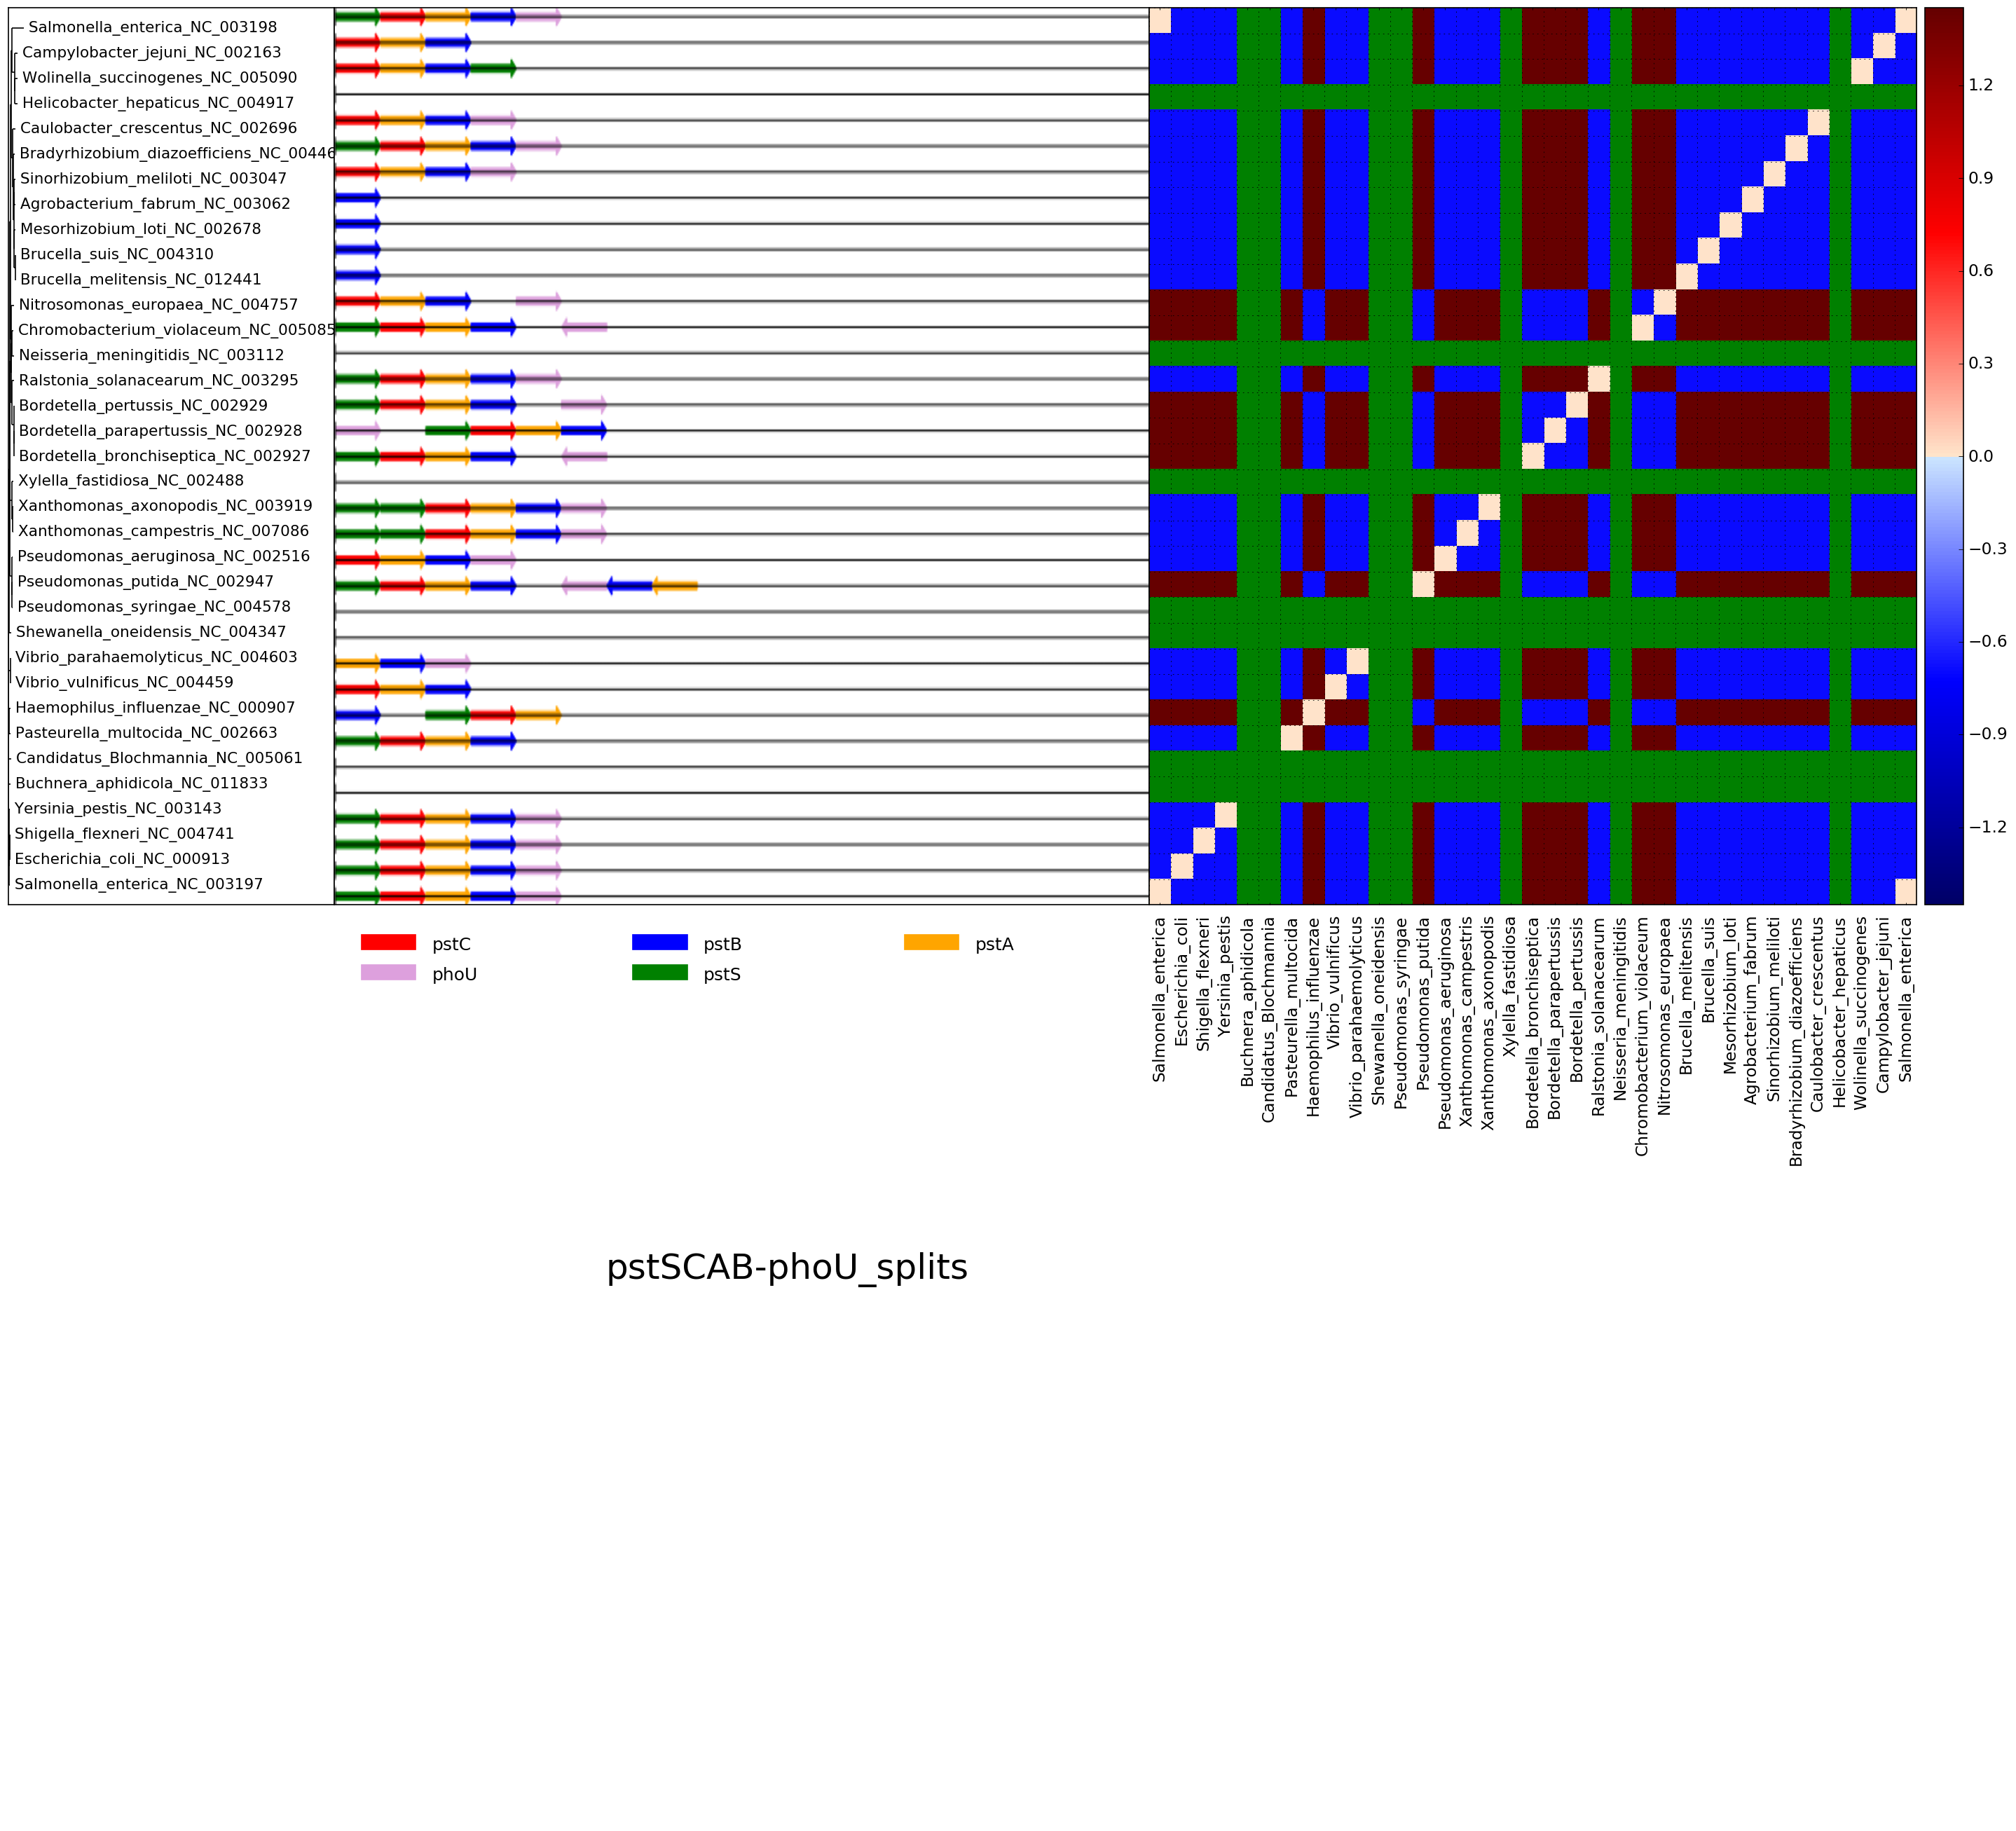 Salmonella_enterica_NC_003198
Campylobacter_jejuni_NC_002163
Wolinella_succinogenes_NC_005090
Helicobacter_hepaticus_NC_004917
Caulobacter_crescentus_NC_002696
Bradyrhizobium_diazoefficiens_NC_00446
Sinorhizobium_meliloti_NC_003047
Agrobacterium_fabrum_NC_003062
Mesorhizobium_loti_NC_002678
Brucella_suis_NC_004310
Brucella_melitensis_NC_012441
Nitrosomonas_europaea_NC_004757
Chromobacterium_violaceum_NC_005085
Neisseria_meningitidis_NC_003112
Ralstonia_solanacearum_NC_003295
Bordetella_pertussis_NC_002929
Bordetella_parapertussis_NC_002928
Bordetella_bronchiseptica_NC_002927
Xylella_fastidiosa_NC_002488
Xanthomonas_axonopodis_NC_003919
Xanthomonas_campestris_NC_007086
Pseudomonas_aeruginosa_NC_002516
Pseudomonas_putida_NC_002947
Pseudomonas_syringae_NC_004578
Shewanella_oneidensis_NC_004347
Vibrio_parahaemolyticus_NC_004603
Vibrio_vulnificus_NC_004459
Haemophilus_influenzae_NC_000907
Pasteurella_multocida_NC_002663
Candidatus_Blochmannia_NC_005061
Buchnera_aphidicola_NC_011833
Yersinia_pestis_NC_003143
Shigella_flexneri_NC_004741
Escherichia_coli_NC_000913
Salmonella_enterica_NC_003197
1.2
0.9
0.6
0.3
0.0
−0.3
−0.6
−0.9
−1.2
Salmonella_enterica
Escherichia_coli
Shigella_flexneri
Yersinia_pestis
Buchnera_aphidicola
Candidatus_Blochmannia
Pasteurella_multocida
Haemophilus_influenzae
Vibrio_vulnificus
Vibrio_parahaemolyticus
Shewanella_oneidensis
Pseudomonas_syringae
Pseudomonas_putida
Pseudomonas_aeruginosa
Xanthomonas_campestris
Xanthomonas_axonopodis
Xylella_fastidiosa
Bordetella_bronchiseptica
Bordetella_parapertussis
Bordetella_pertussis
Ralstonia_solanacearum
Neisseria_meningitidis
Chromobacterium_violaceum
Nitrosomonas_europaea
Brucella_melitensis
Brucella_suis
Mesorhizobium_loti
Agrobacterium_fabrum
Sinorhizobium_meliloti
Bradyrhizobium_diazoefficiens
Caulobacter_crescentus
Helicobacter_hepaticus
Wolinella_succinogenes
Campylobacter_jejuni
Salmonella_enterica
pstC pstB pstA
phoU pstS
pstSCAB-phoU_splits